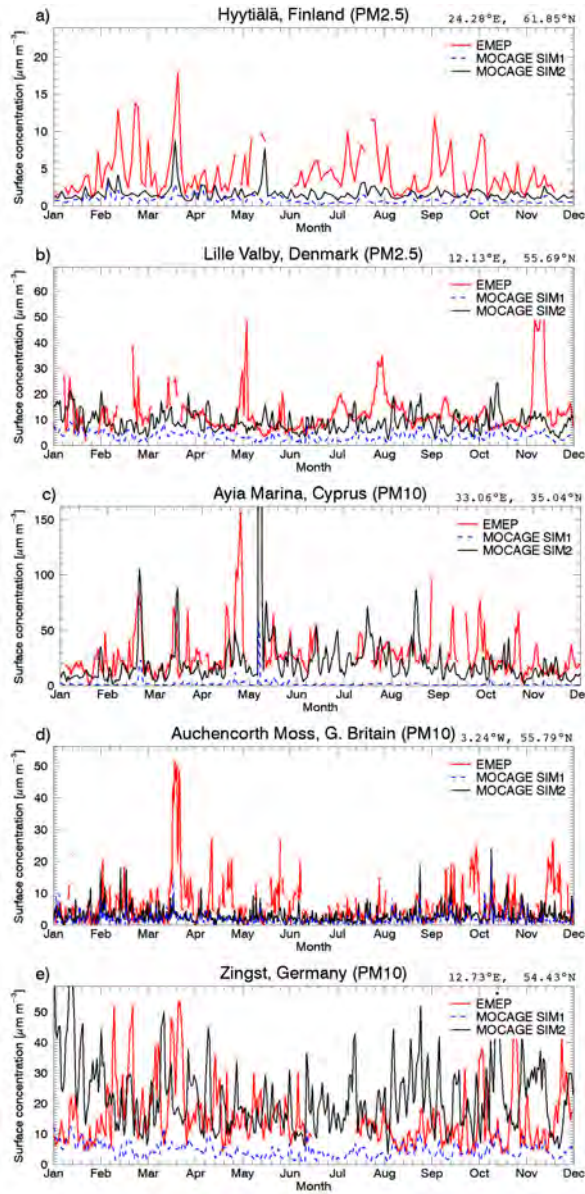 a) Hyytiälä, Finland (PM2.5) 24.28°E, 61.85°N
Surface concentration [μm m⁻³]
20
15
10
5
0
EMEP
MOCAGE SIM1
MOCAGE SIM2
Jan Feb Mar Apr May Jun Jul Aug Sep Oct Nov Dec
Month
b) Lille Valby, Denmark (PM2.5) 12.13°E, 55.69°N
Surface concentration [μm m⁻³]
60
50
40
30
20
10
0
EMEP
MOCAGE SIM1
MOCAGE SIM2
Jan Feb Mar Apr May Jun Jul Aug Sep Oct Nov Dec
Month
c) Ayia Marina, Cyprus (PM10) 33.06°E, 35.04°N
Surface concentration [μm m⁻³]
150
100
50
0
EMEP
MOCAGE SIM1
MOCAGE SIM2
Jan Feb Mar Apr May Jun Jul Aug Sep Oct Nov Dec
Month
d) Auchencorth Moss, G. Britain (PM10) 3.24°W, 55.79°N
Surface concentration [μm m⁻³]
50
40
30
20
10
0
EMEP
MOCAGE SIM1
MOCAGE SIM2
Jan Feb Mar Apr May Jun Jul Aug Sep Oct Nov Dec
Month
e) Zingst, Germany (PM10) 12.73°E, 54.43°N
Surface concentration [μm m⁻³]
50
40
30
20
10
0
EMEP
MOCAGE SIM1
MOCAGE SIM2
Jan Feb Mar Apr May Jun Jul Aug Sep Oct Nov Dec
Month